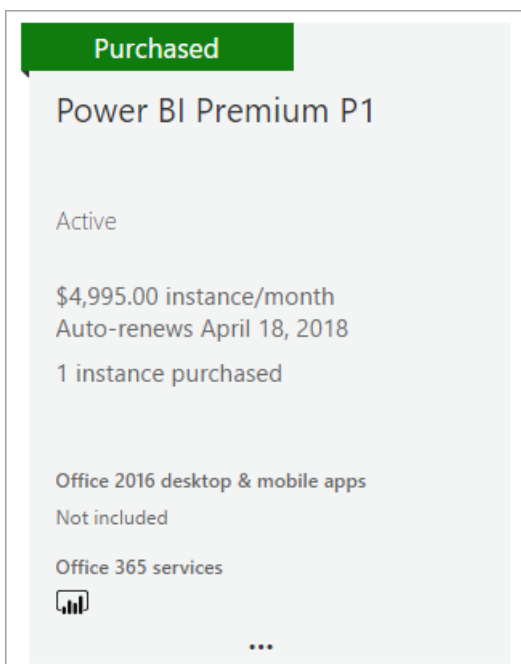 Purchased
Power BI Premium P1
Active
$4,995.00 instance/month
Auto-renews April 18, 2018
1 instance purchased
Office 2016 desktop & mobile apps
Not included
Office 365 services
...